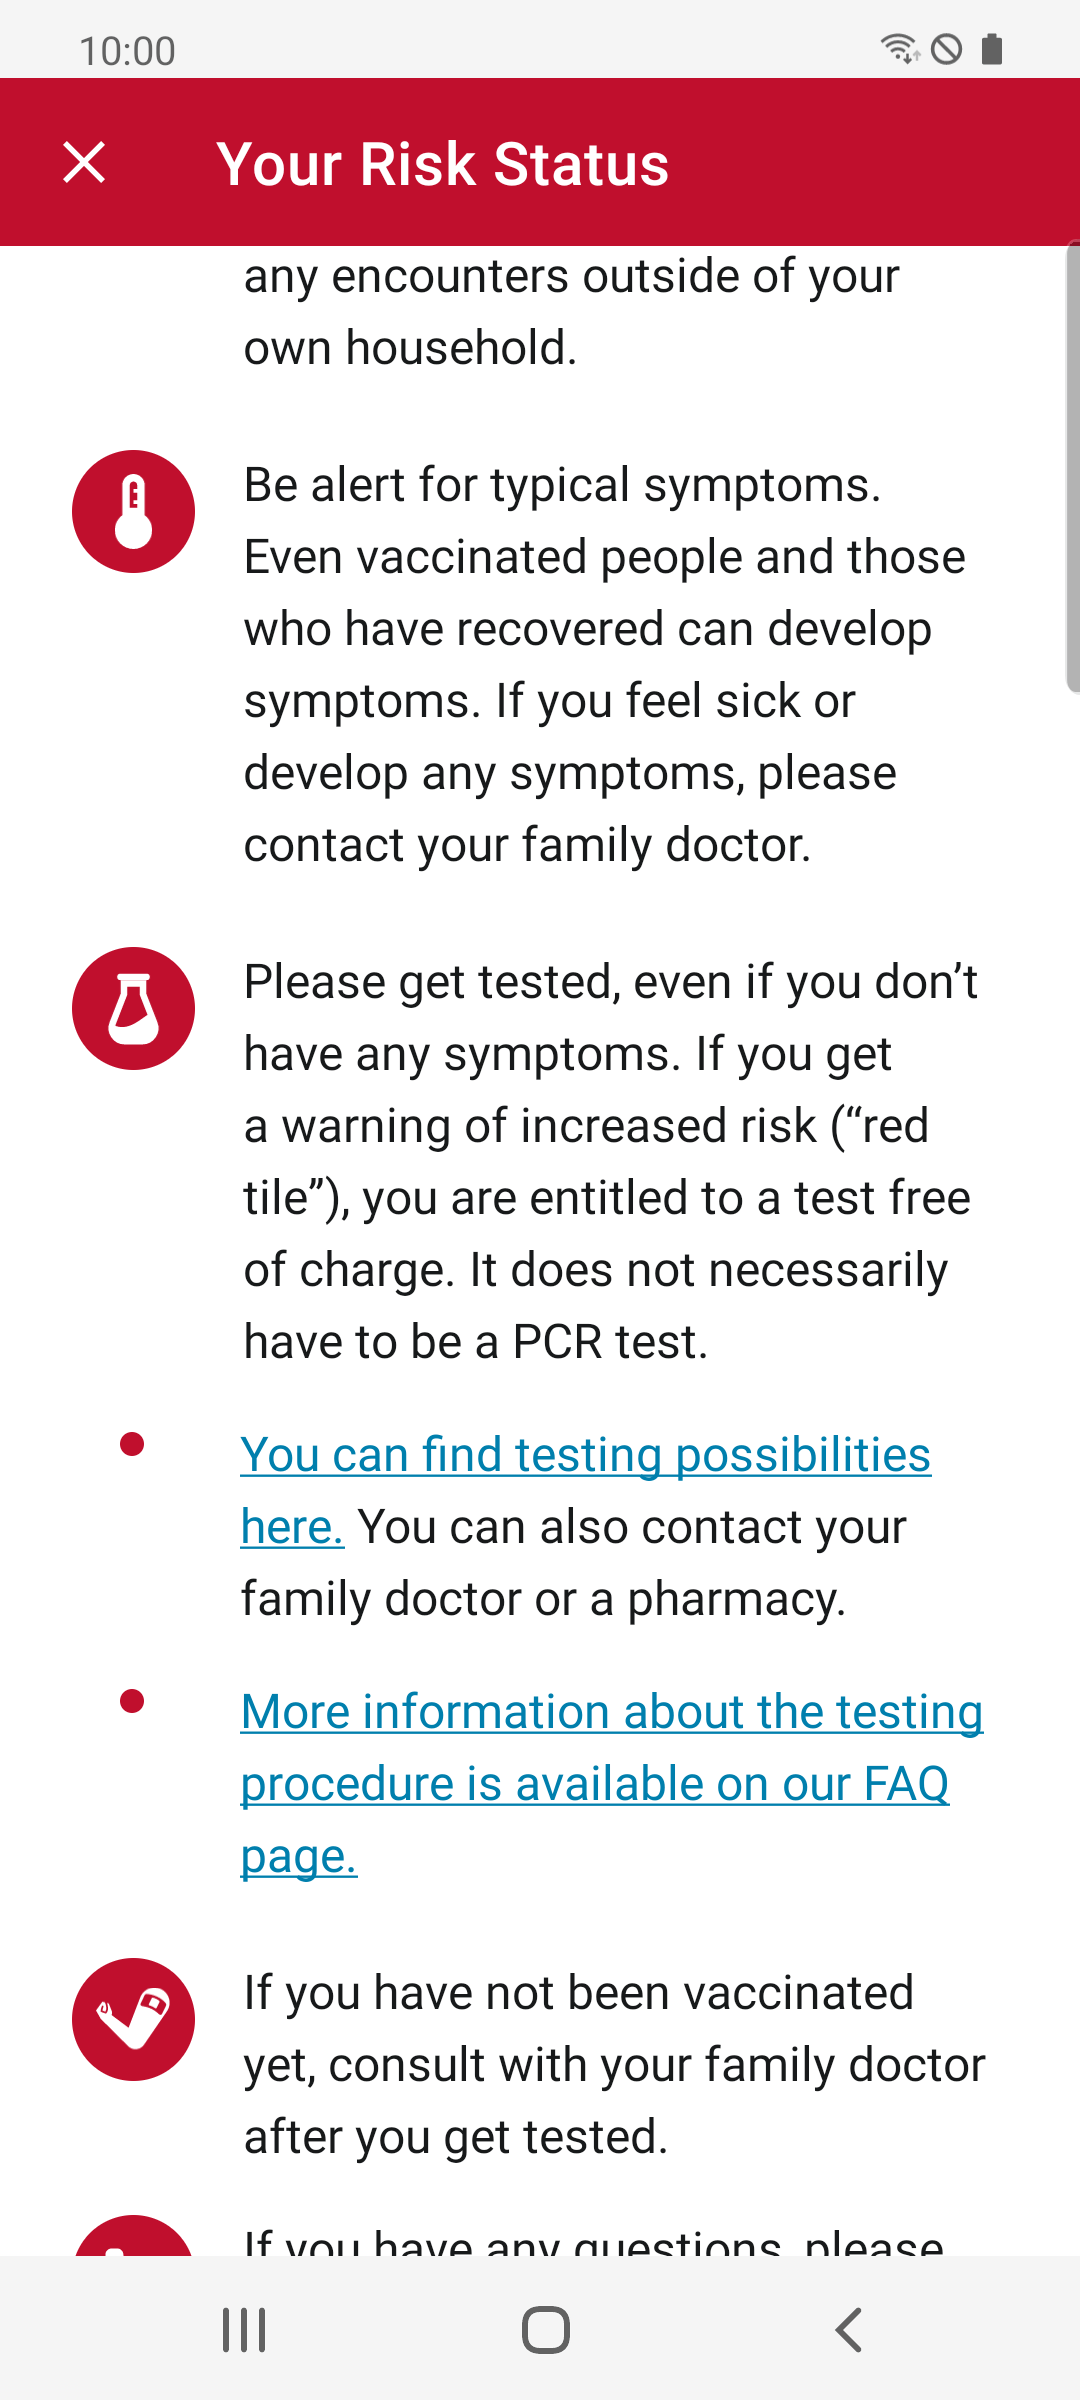 10:00
Your Risk Status
any encounters outside of your
own household.
Be alert for typical symptoms.
Even vaccinated people and those
who have recovered can develop
symptoms. If you feel sick or
develop any symptoms, please
contact your family doctor.
Please get tested, even if you don’t
have any symptoms. If you get
a warning of increased risk (“red
tile”), you are entitled to a test free
of charge. It does not necessarily
have to be a PCR test.
You can find testing possibilities
here. You can also contact your
family doctor or a pharmacy.
More information about the testing
procedure is available on our FAQ
page.
If you have not been vaccinated
yet, consult with your family doctor
after you get tested.
If you have any questions, please